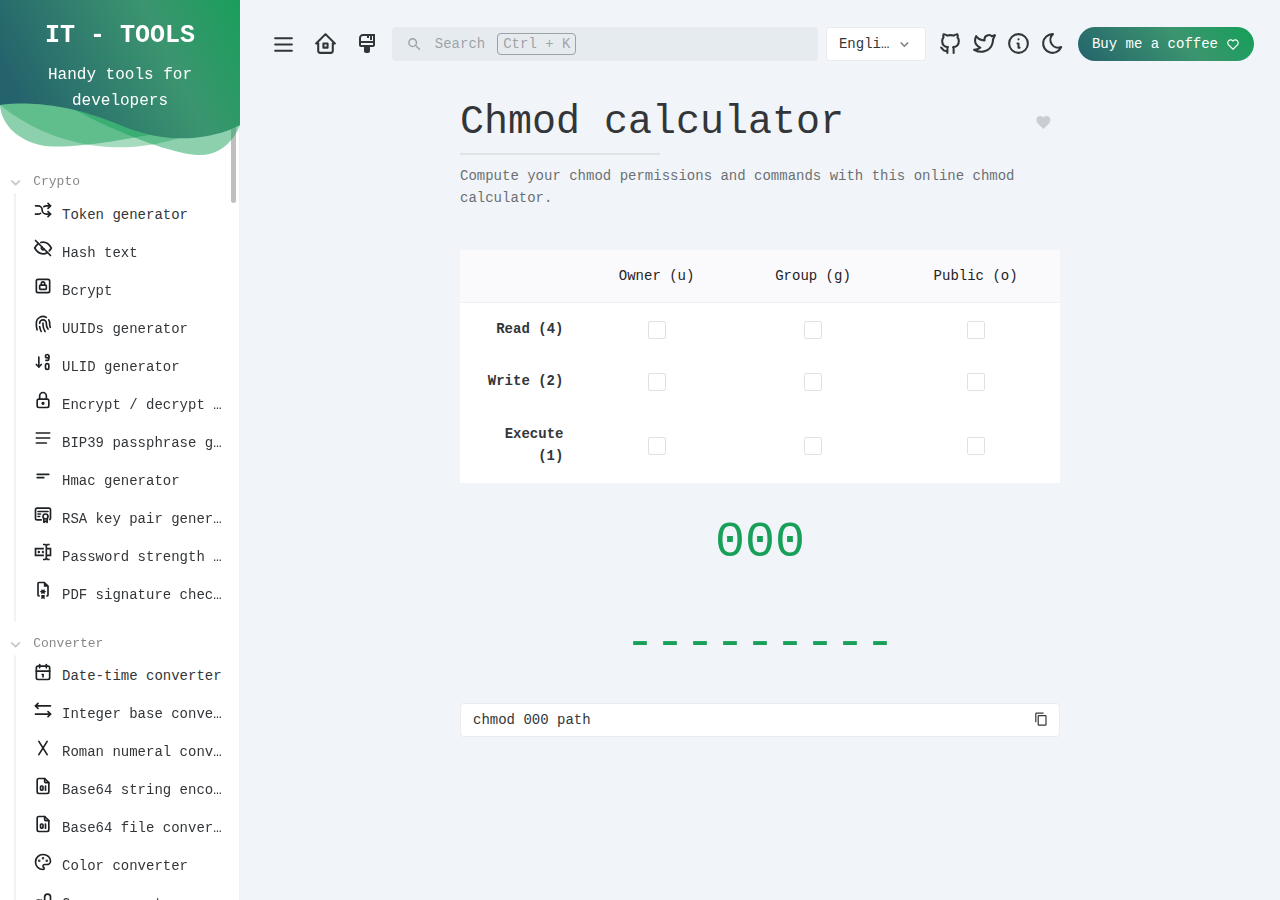 IT - TOOLS
Handy tools for
developers
Crypto
Token generator
Hash text
Bcrypt
UUIDs generator
ULID generator
Encrypt / decrypt …
BIP39 passphrase g…
Hmac generator
RSA key pair gener…
Password strength …
PDF signature chec…
Converter
Date-time converter
Integer base conve…
Roman numeral conv…
Base64 string enco…
Base64 file conver…
Color converter
Search Ctrl + K
Engli…
Buy me a coffee
Chmod calculator
Compute your chmod permissions and commands with this online chmod
calculator.
Owner (u) Group (g) Public (o)
Read (4)
Write (2)
Execute
(1)
000
---------
chmod 000 path